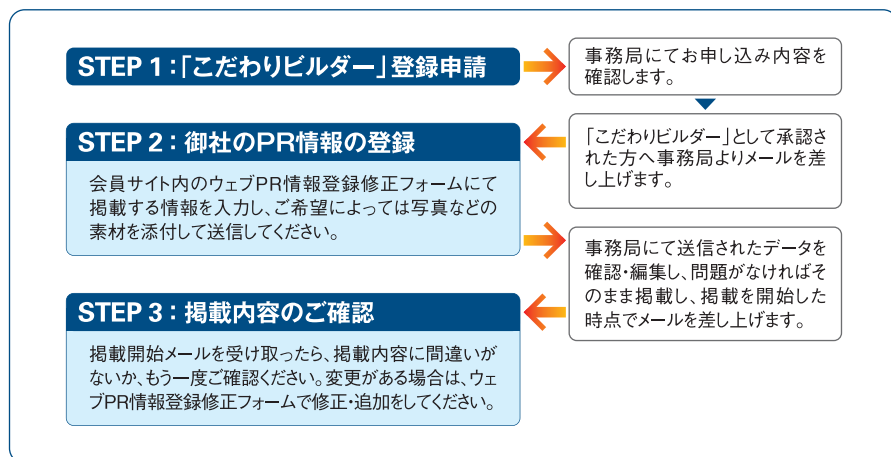 STEP 1：「こだわりビルダー」登録申請
事務局にてお申し込み内容を
確認します。
STEP 2：御社のPR情報の登録
会員サイト内のウェブPR情報登録修正フォームにて
掲載する情報を入力し、ご希望によっては写真などの
素材を添付して送信してください。
「こだわりビルダー」として承認さ
れた方へ事務局よりメールを差
し上げます。
事務局にて送信されたデータを
確認・編集し、問題がなければそ
のまま掲載し、掲載を開始した
時点でメールを差し上げます。
STEP 3：掲載内容のご確認
掲載開始メールを受け取ったら、掲載内容に間違いが
ないか、もう一度ご確認ください。変更がある場合は、ウェ
ブPR情報登録修正フォームで修正・追加をしてください。